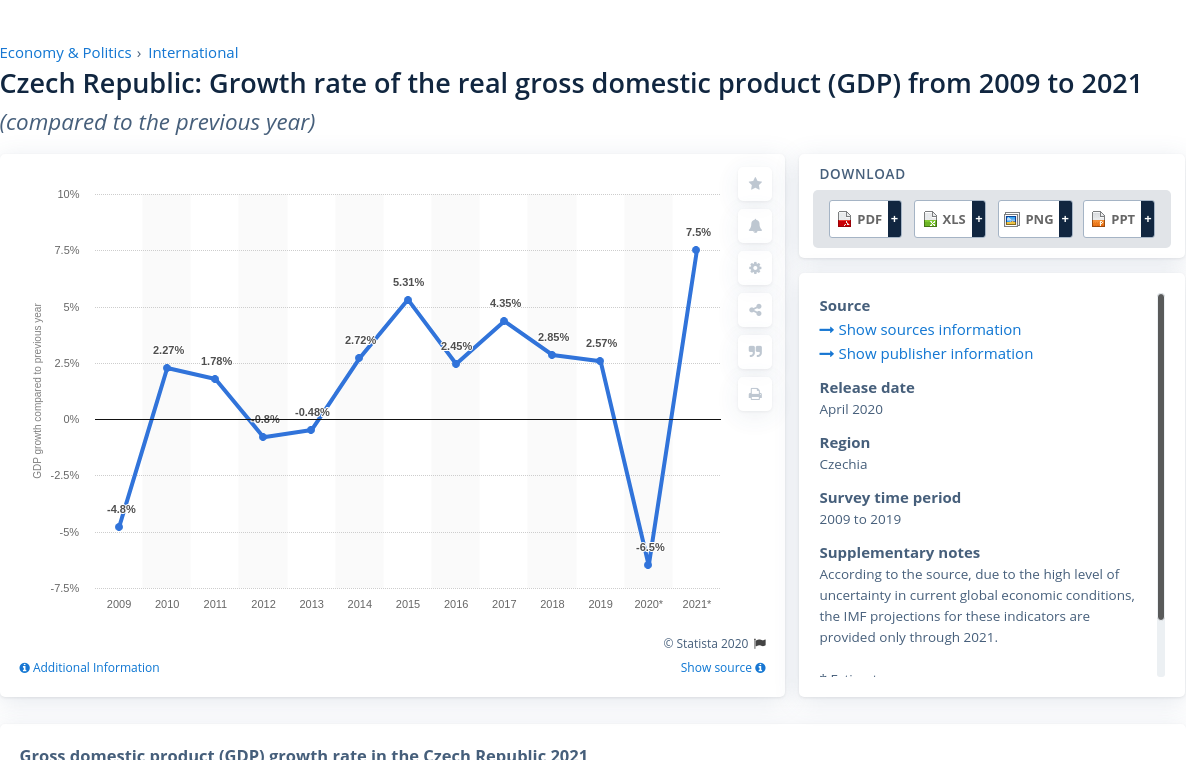 Economy & Politics › International
Czech Republic: Growth rate of the real gross domestic product (GDP) from 2009 to 2021
(compared to the previous year)
10%
7.5%
5%
2.5%
0%
-2.5%
-5%
-7.5%
GDP growth compared to previous year
-4.8%
2.27%
1.78%
-0.8%
-0.48%
2.72%
5.31%
2.45%
4.35%
2.85%
2.57%
-6.5%
7.5%
2009 2010 2011 2012 2013 2014 2015 2016 2017 2018 2019 2020* 2021*
© Statista 2020
Additional Information
Show source
DOWNLOAD
PDF + XLS + PNG + PPT +
Source
Show sources information
Show publisher information
Release date
April 2020
Region
Czechia
Survey time period
2009 to 2019
Supplementary notes
According to the source, due to the high level of
uncertainty in current global economic conditions,
the IMF projections for these indicators are
provided only through 2021.
Gross domestic product (GDP) growth rate in the Czech Republic 2021